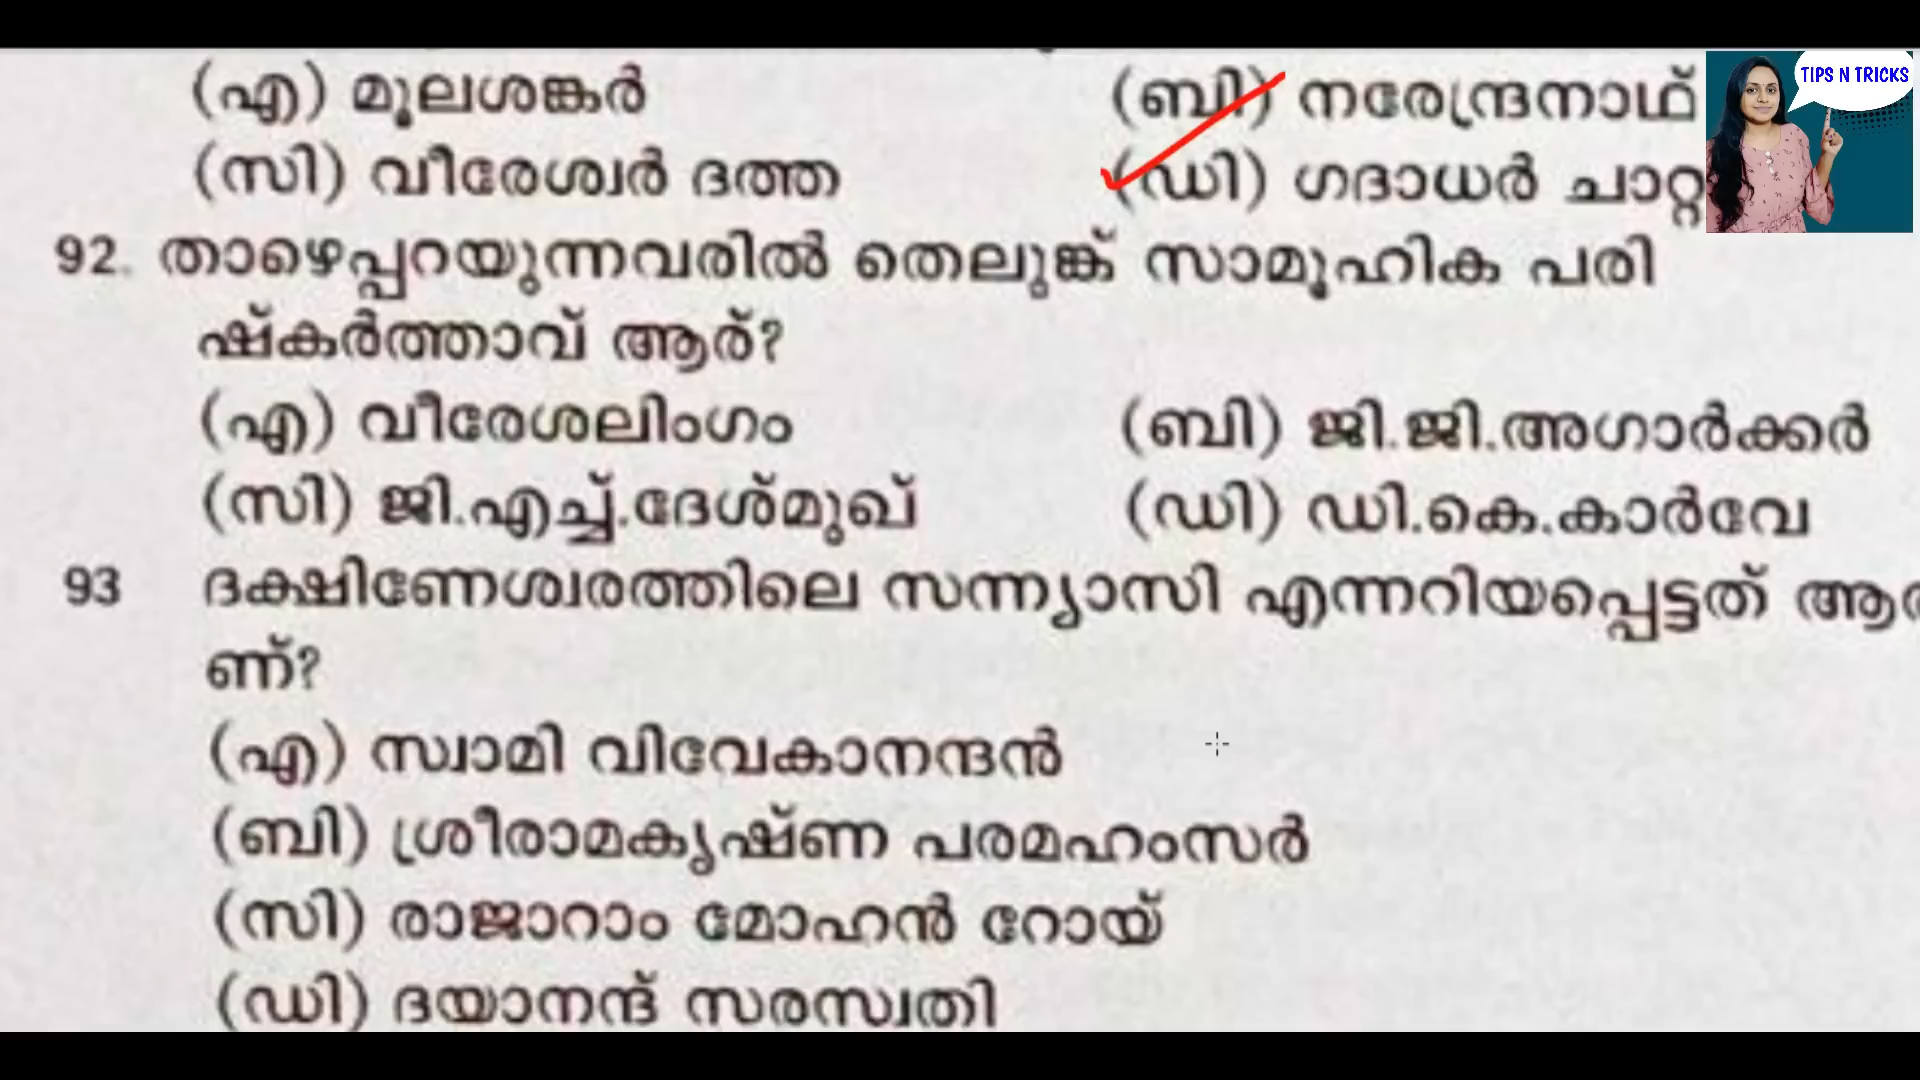 (എ) മൂലശങ്കർ (ബി) നരേന്ദ്രനാഥ്
(സി) വീരേശ്വർ ദത്ത (ഡി) ഗദാധർ
TIPS N TRICKS
92. താഴെപ്പറയുന്നവരിൽ തെലുങ്ക് സാമൂഹിക പരി
ഷ്കർത്താവ് ആര്?
(എ) വീരേശലിംഗം (ബി) ജി.ജി.അഗാർക്കർ
(സി) ജി.എച്ച്.ദേശ്മുഖ് (ഡി) ഡി.കെ.കാർവേ
93 ദക്ഷിണേശ്വരത്തിലെ സന്ന്യാസി എന്നറിയപ്പെട്ടത്
ണ്?
(എ) സ്വാമി വിവേകാനന്ദൻ
(ബി) ശ്രീരാമകൃഷ്ണ പരമഹംസർ
(സി) രാജാറാം മോഹൻ റോയ്
(ഡി) ദയാനന്ദ് സരസ്വതി